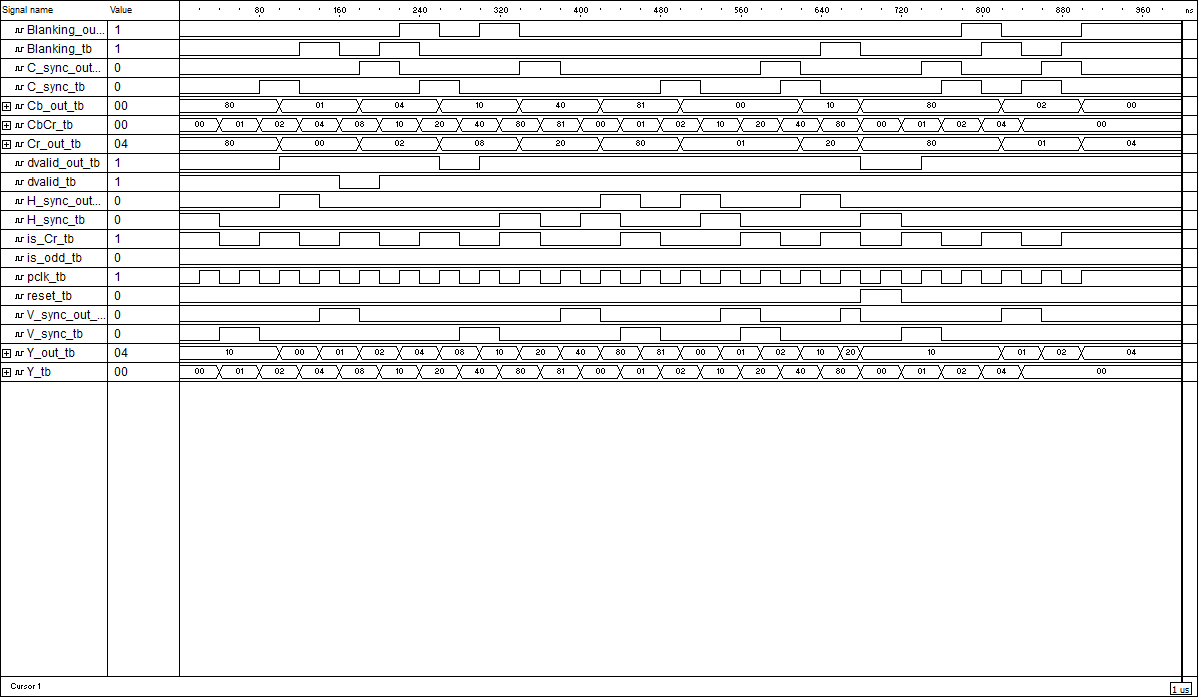 Signal name Value 80 160 240 320 400 480 560 640 720 800 880 960 ns
Blanking_ou... 1
Blanking_tb 1
C_sync_out... 0
C_sync_tb 0
Cb_out_tb 00 80 01 04 10 40 81 00 10 80 02 00
CbCr_tb 00 00 01 02 04 08 10 20 40 80 81 00 01 02 10 20 40 80 00 01 02 04 00
Cr_out_tb 04 80 00 02 08 20 80 01 20 80 01 04
dvalid_out_tb 1
dvalid_tb 1
H_sync_out... 0
H_sync_tb 0
is_Cr_tb 1
is_odd_tb 0
pclk_tb 1
reset_tb 0
V_sync_out_... 0
V_sync_tb 0
Y_out_tb 04 10 00 01 02 04 08 10 20 40 80 81 00 01 02 10 20 10 01 02 04
Y_tb 00 00 01 02 04 08 10 20 40 80 81 00 01 02 10 20 40 80 00 01 02 04 00
Cursor 1 1 us